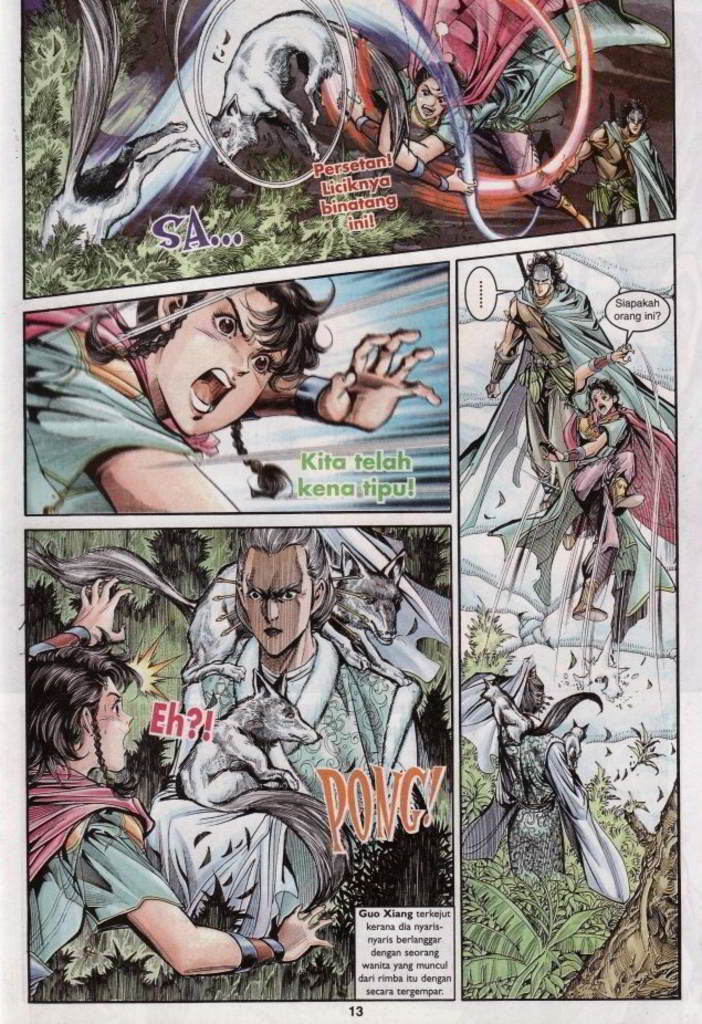 Persetan!
Liciknya
binatang
ini!
SA...
Kita telah
kena tipu!
......
Siapakah
orang ini?
Eh?!
PONG!
Guo Xiang terkejut
kerana dia nyaris-
nyaris berlanggar
dengan seorang
wanita yang muncul
dari rimba itu dengan
secara tergempar.
13